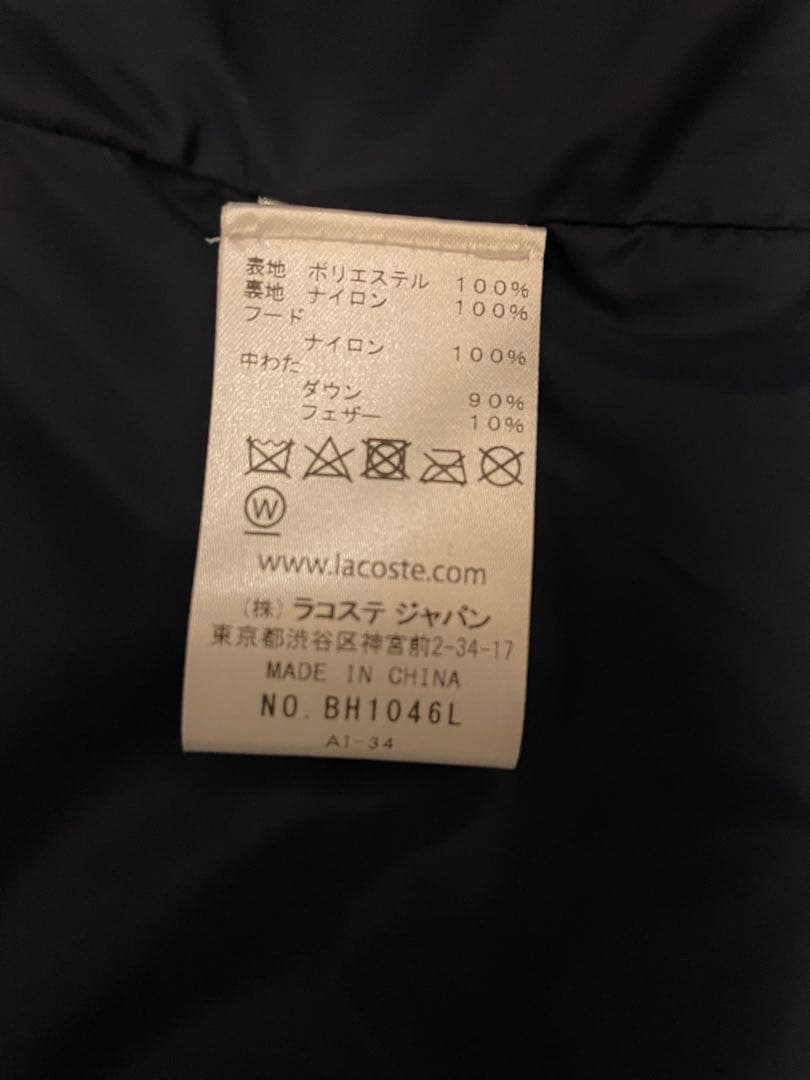 表地 ポリエステル 100%
裏地 ナイロン 100%
フード
ナイロン 100%
中わた
ダウン 90%
フェザー 10%
W
www.lacoste.com
(株) ラコステ ジャパン
東京都渋谷区神宮前2-34-17
MADE IN CHINA
NO. BH1046L
AI-34